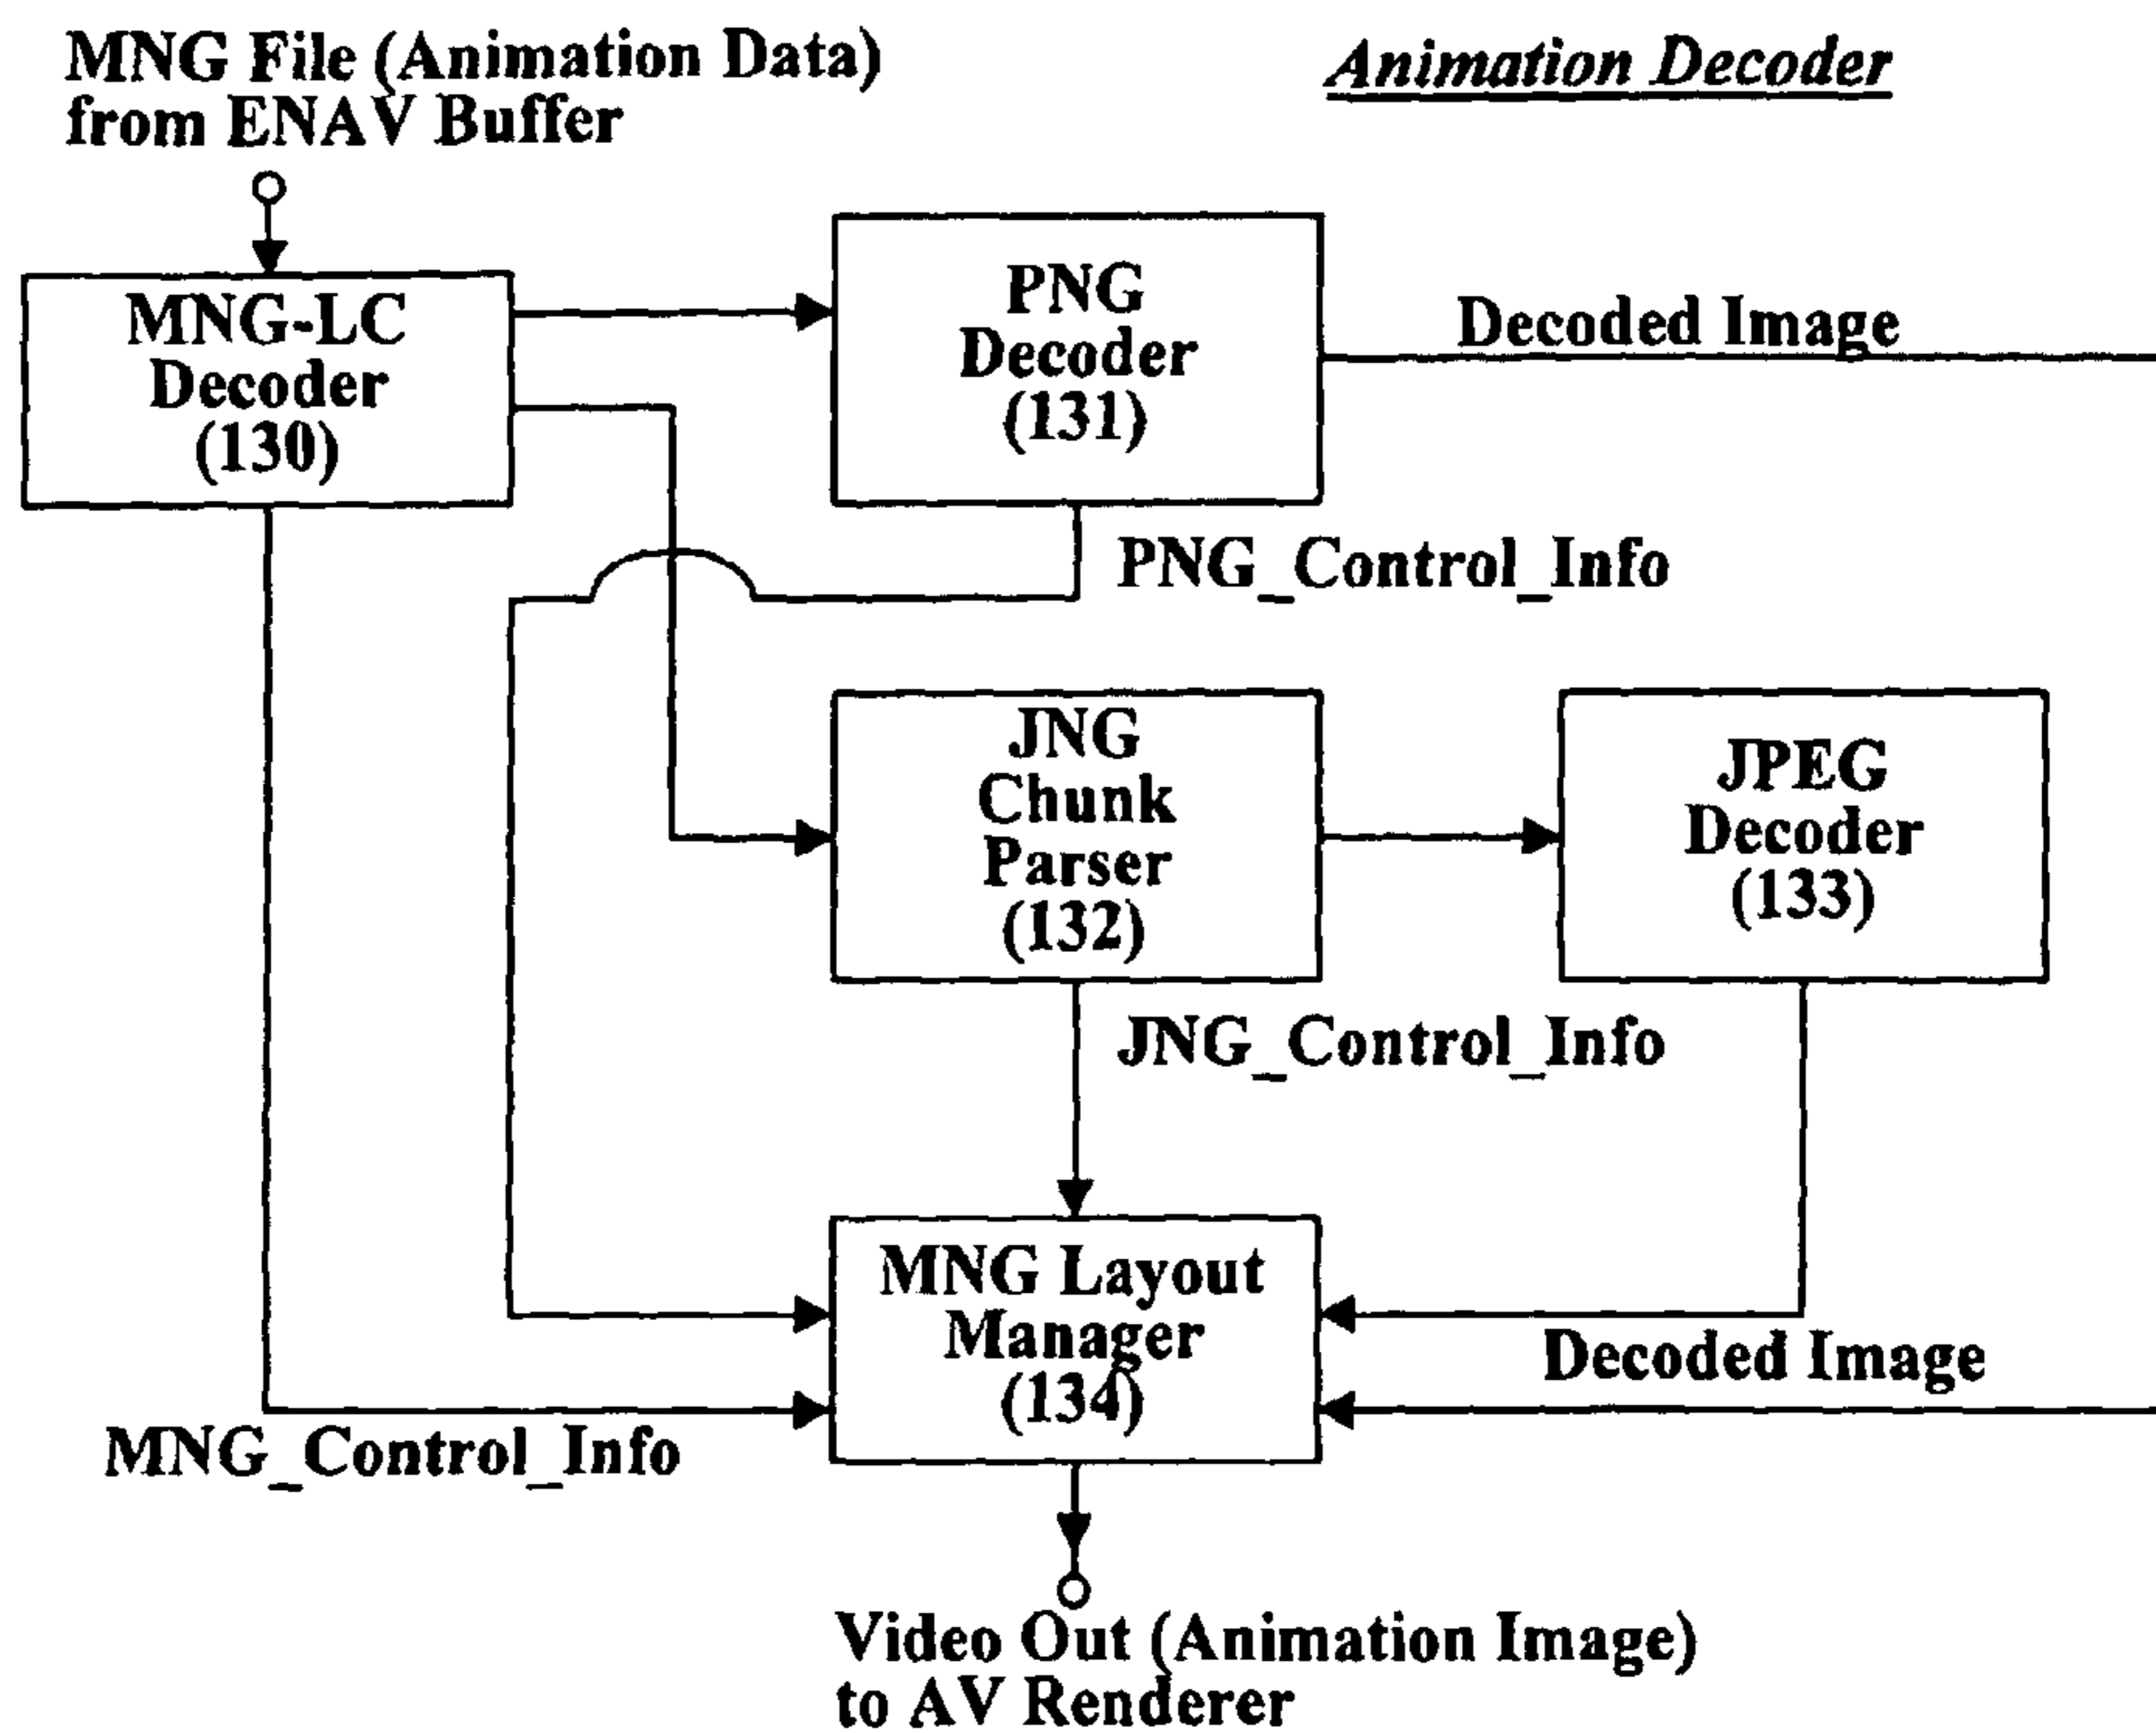 MNG File (Animation Data)
from ENAV Buffer
Animation Decoder
MNG-LC
Decoder
(130)
PNG
Decoder
(131)
Decoded Image
PNG_Control_Info
JNG
Chunk
Parser
(132)
JPEG
Decoder
(133)
JNG_Control_Info
MNG Layout
Manager
(134)
Decoded Image
MNG_Control_Info
Video Out (Animation Image)
to AV Renderer